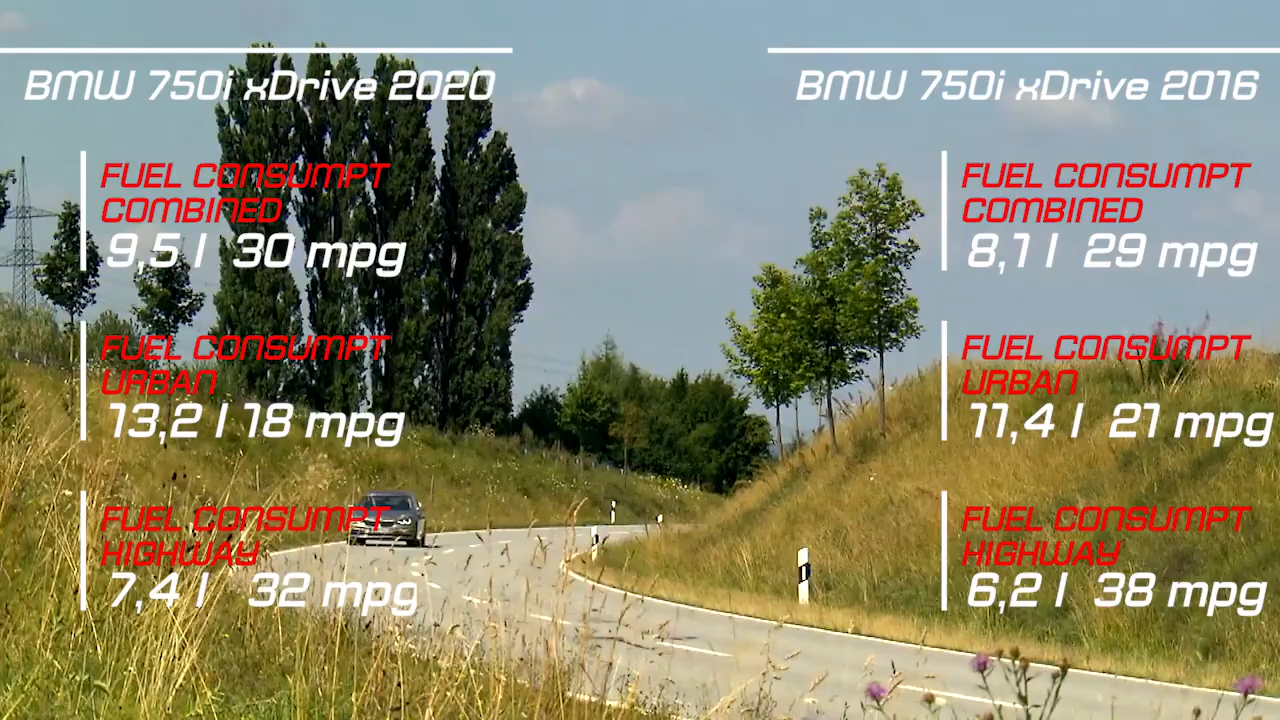 BMW 750i xDrive 2020
FUEL CONSUMPT
COMBINED
9,5 l 30 mpg
FUEL CONSUMPT
URBAN
13,2 l 18 mpg
FUEL CONSUMPT
HIGHWAY
7,4 l 32 mpg
BMW 750i xDrive 2016
FUEL CONSUMPT
COMBINED
8,1 l 29 mpg
FUEL CONSUMPT
URBAN
11,4 l 21 mpg
FUEL CONSUMPT
HIGHWAY
6,2 l 38 mpg